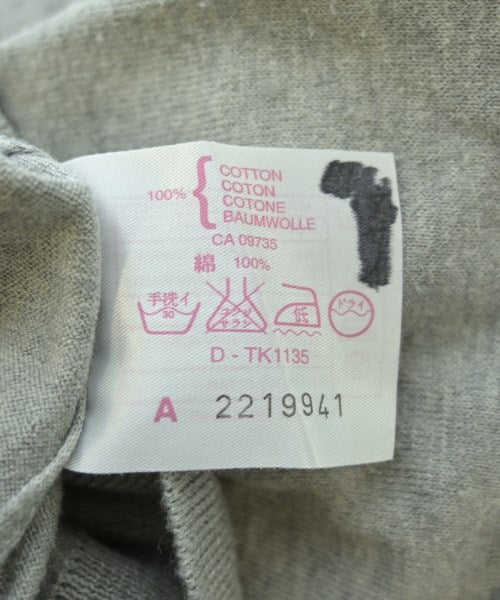 100%
COTTON
COTON
COTONE
BAUMWOLLE
CA 09735
綿 100%
手洗イ 30 エンソ サラシ 低 ドライ
D - TK1135
A 2219941